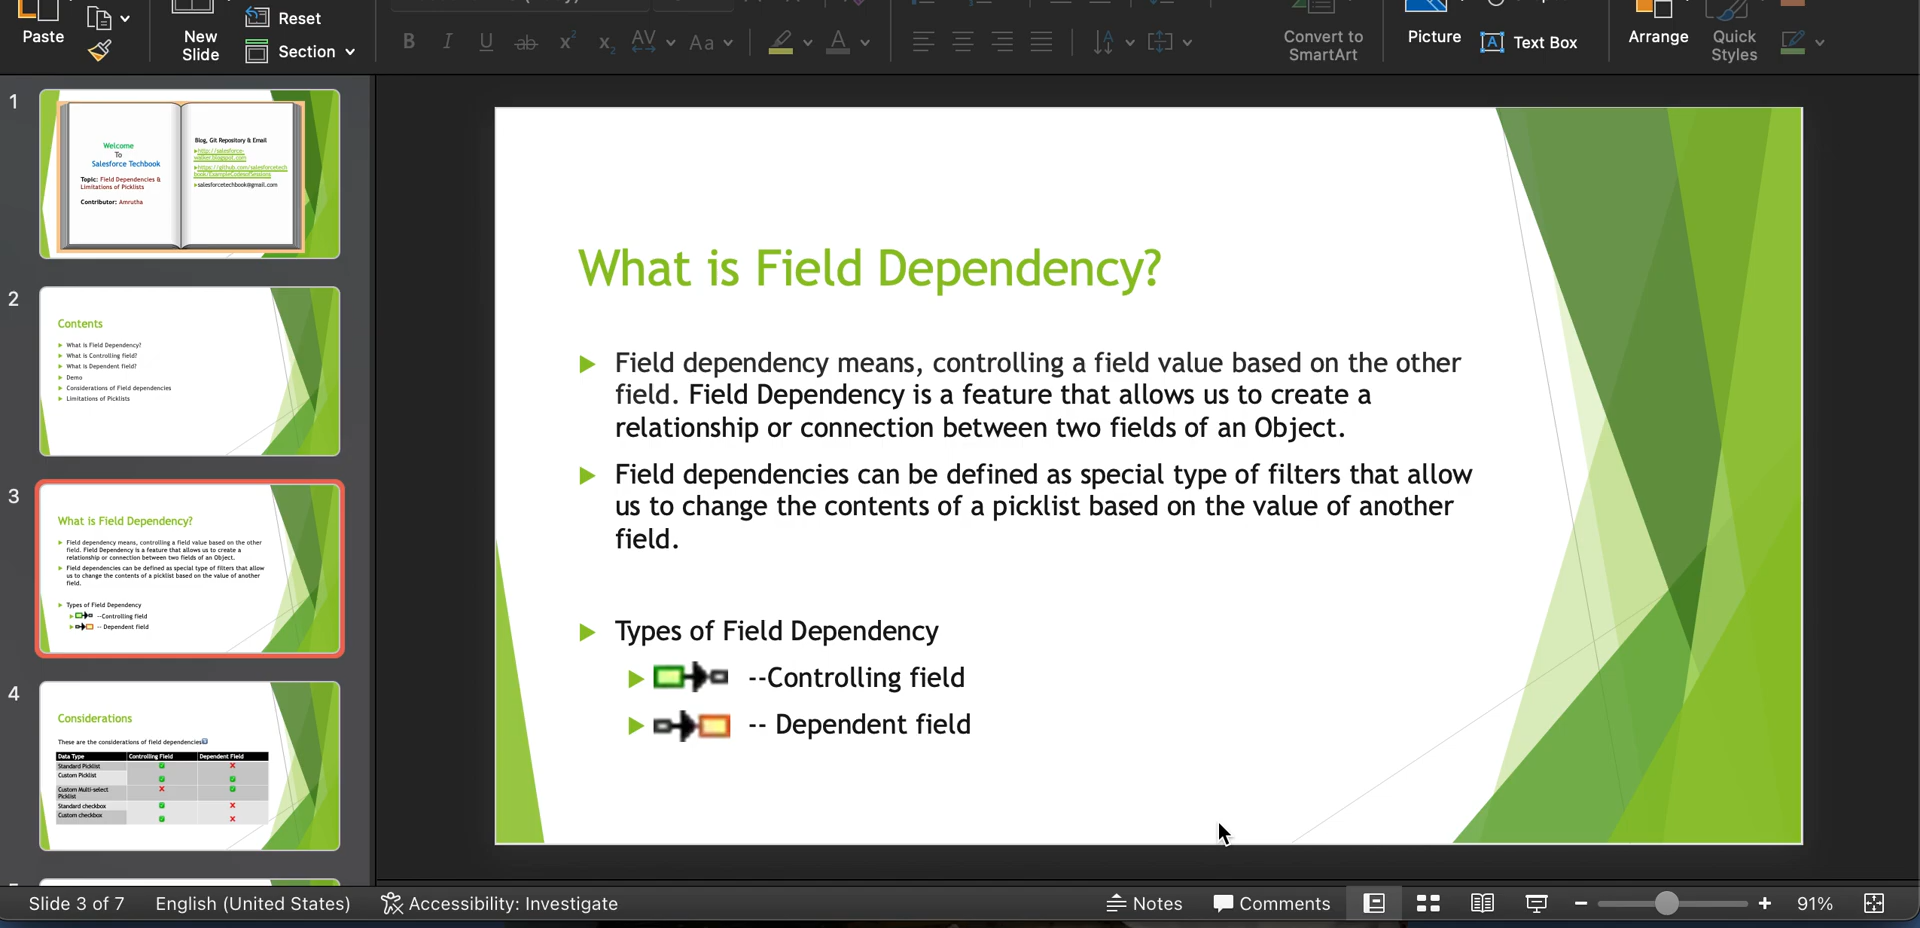 Paste
New
Slide
Reset
Section
B I U ab x² x₂ AV Aa A
Convert to
SmartArt
Picture
Text Box
Arrange
Quick
Styles
1
Welcome
To
Salesforce Techbook
Topic: Field Dependencies &
Limitations of Picklists
Contributor: Amrutha
Blog, Git Repository & Email
http://salesforce-
walker.blogspot.com
https://github.com/salesforcetech
salesforcetechbook@gmail.com
2
Contents
What is Field Dependency?
What is Controlling field?
What is Dependent field?
Demo
Considerations of Field dependencies
Limitations of Picklists
3
What is Field Dependency?
Field dependency means, controlling a field value based on the other
field. Field Dependency is a feature that allows us to create a
relationship or connection between two fields of an Object.
Field dependencies can be defined as special type of filters that allow
us to change the contents of a picklist based on the value of another
field.
Types of Field Dependency
--Controlling field
-- Dependent field
4
Considerations
These are the considerations of field dependencies
Data Type Controlling Field Dependent Field
Standard Picklist
Custom Picklist
Custom Multi-select
Picklist
Standard checkbox
Custom checkbox
What is Field Dependency?
Field dependency means, controlling a field value based on the other
field. Field Dependency is a feature that allows us to create a
relationship or connection between two fields of an Object.
Field dependencies can be defined as special type of filters that allow
us to change the contents of a picklist based on the value of another
field.
Types of Field Dependency
--Controlling field
-- Dependent field
Slide 3 of 7 English (United States) Accessibility: Investigate Notes Comments 91%